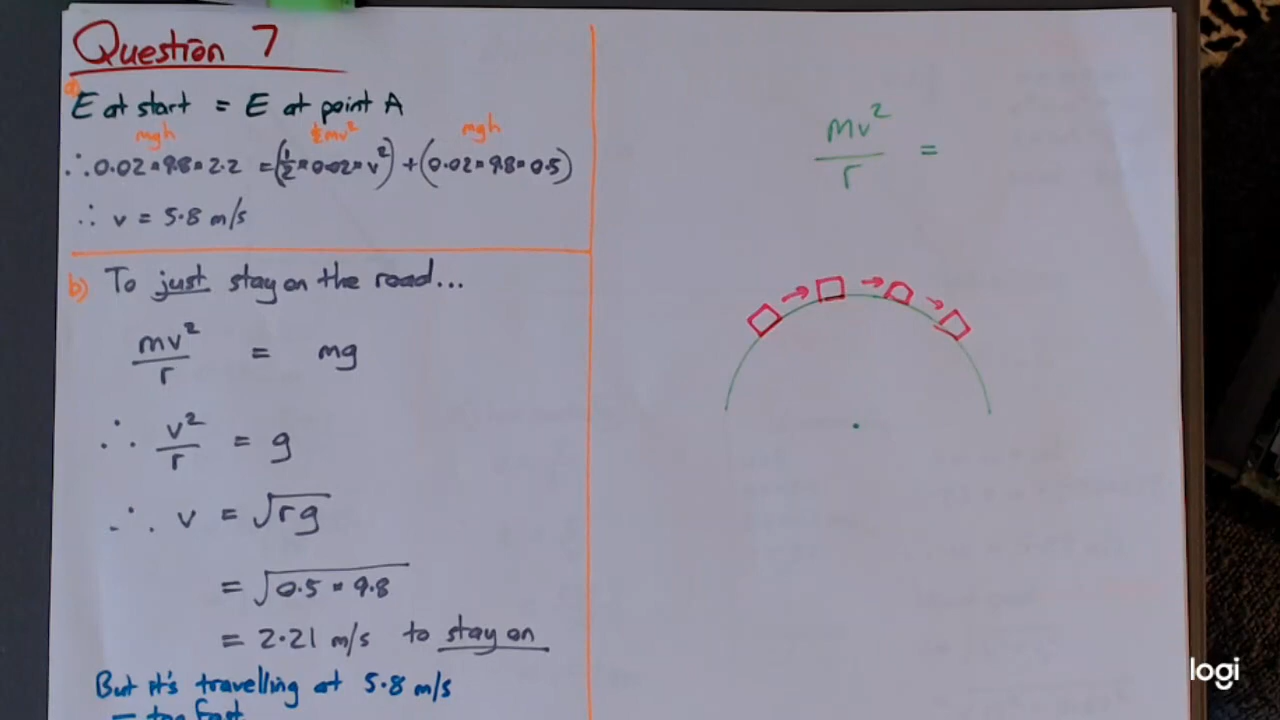 Question 7
a)
E at start = E at point A
mgh ½mv² mgh
∴ 0.02 × 9.8 × 2.2 = (½ × 0.02 × v²) + (0.02 × 9.8 × 0.5)
∴ v = 5.8 m/s
b) To just stay on the road...
mv²/r = mg
∴ v²/r = g
∴ v = √rg
= √0.5 × 9.8
= 2.21 m/s to stay on
But it's travelling at 5.8 m/s
= too fast
mv²/r =
logi